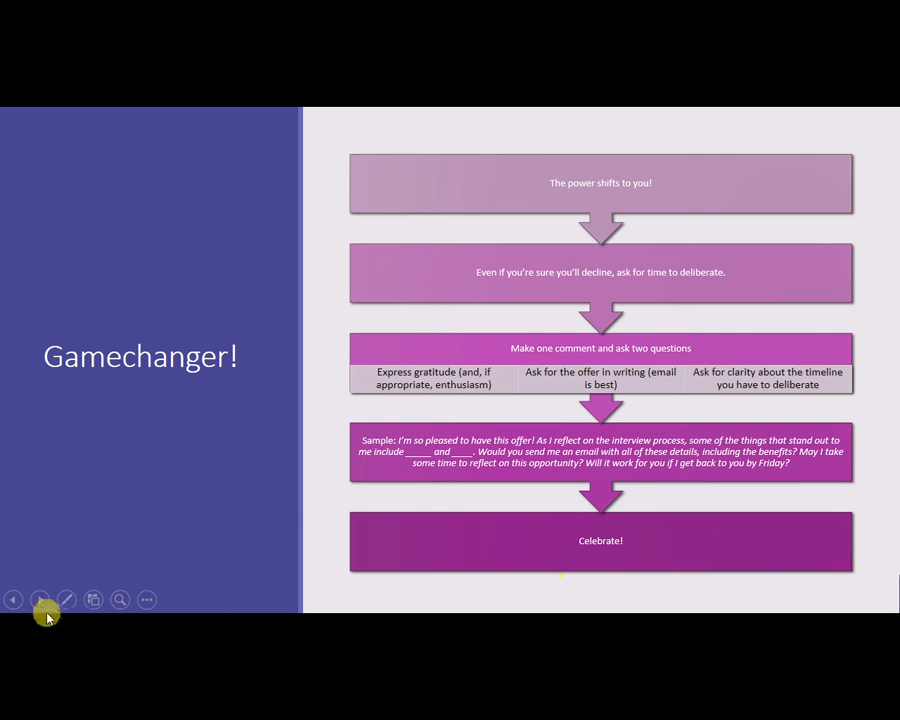 Gamechanger!
The power shifts to you!
Even if you’re sure you’ll decline, ask for time to deliberate.
Make one comment and ask two questions
Express gratitude (and, if
appropriate, enthusiasm)
Ask for the offer in writing (email
is best)
Ask for clarity about the timeline
you have to deliberate
Sample: I’m so pleased to have this offer! As I reflect on the interview process, some of the things that stand out to
me include _____ and ____. Would you send me an email with all of these details, including the benefits? May I take
some time to reflect on this opportunity? Will it work for you if I get back to you by Friday?
Celebrate!